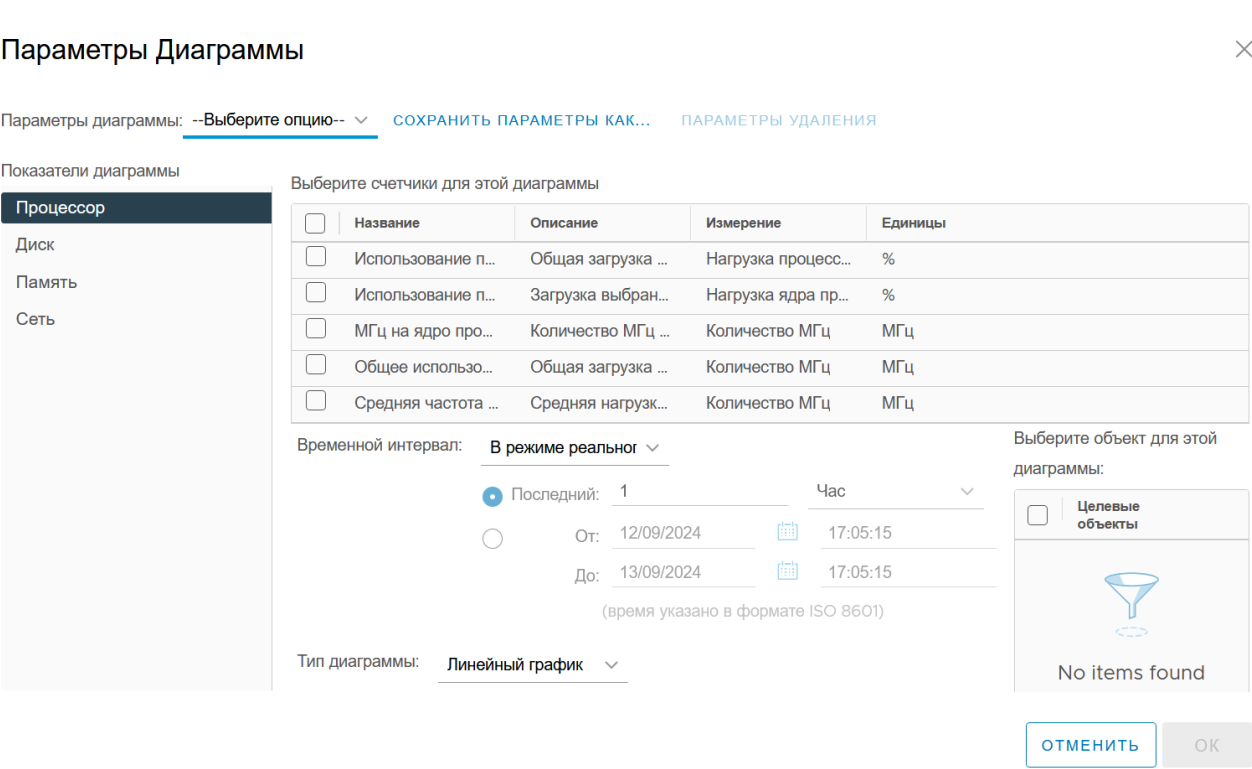 Параметры Диаграммы
Параметры диаграммы: --Выберите опцию-- СОХРАНИТЬ ПАРАМЕТРЫ КАК... ПАРАМЕТРЫ УДАЛЕНИЯ
Показатели диаграммы
Процессор
Диск
Память
Сеть
Выберите счетчики для этой диаграммы
Название Описание Измерение Единицы
Использование п... Общая загрузка ... Нагрузка процесс... %
Использование п... Загрузка выбран... Нагрузка ядра пр... %
МГц на ядро про... Количество МГц ... Количество МГц МГц
Общее использо... Общая загрузка ... Количество МГц МГц
Средняя частота ... Средняя нагрузк... Количество МГц МГц
Временной интервал: В режиме реальног
Последний: 1 Час
От: 12/09/2024 17:05:15
До: 13/09/2024 17:05:15
(время указано в формате ISO 8601)
Тип диаграммы: Линейный график
Выберите объект для этой
диаграммы:
Целевые
объекты
No items found
ОТМЕНИТЬ ОК